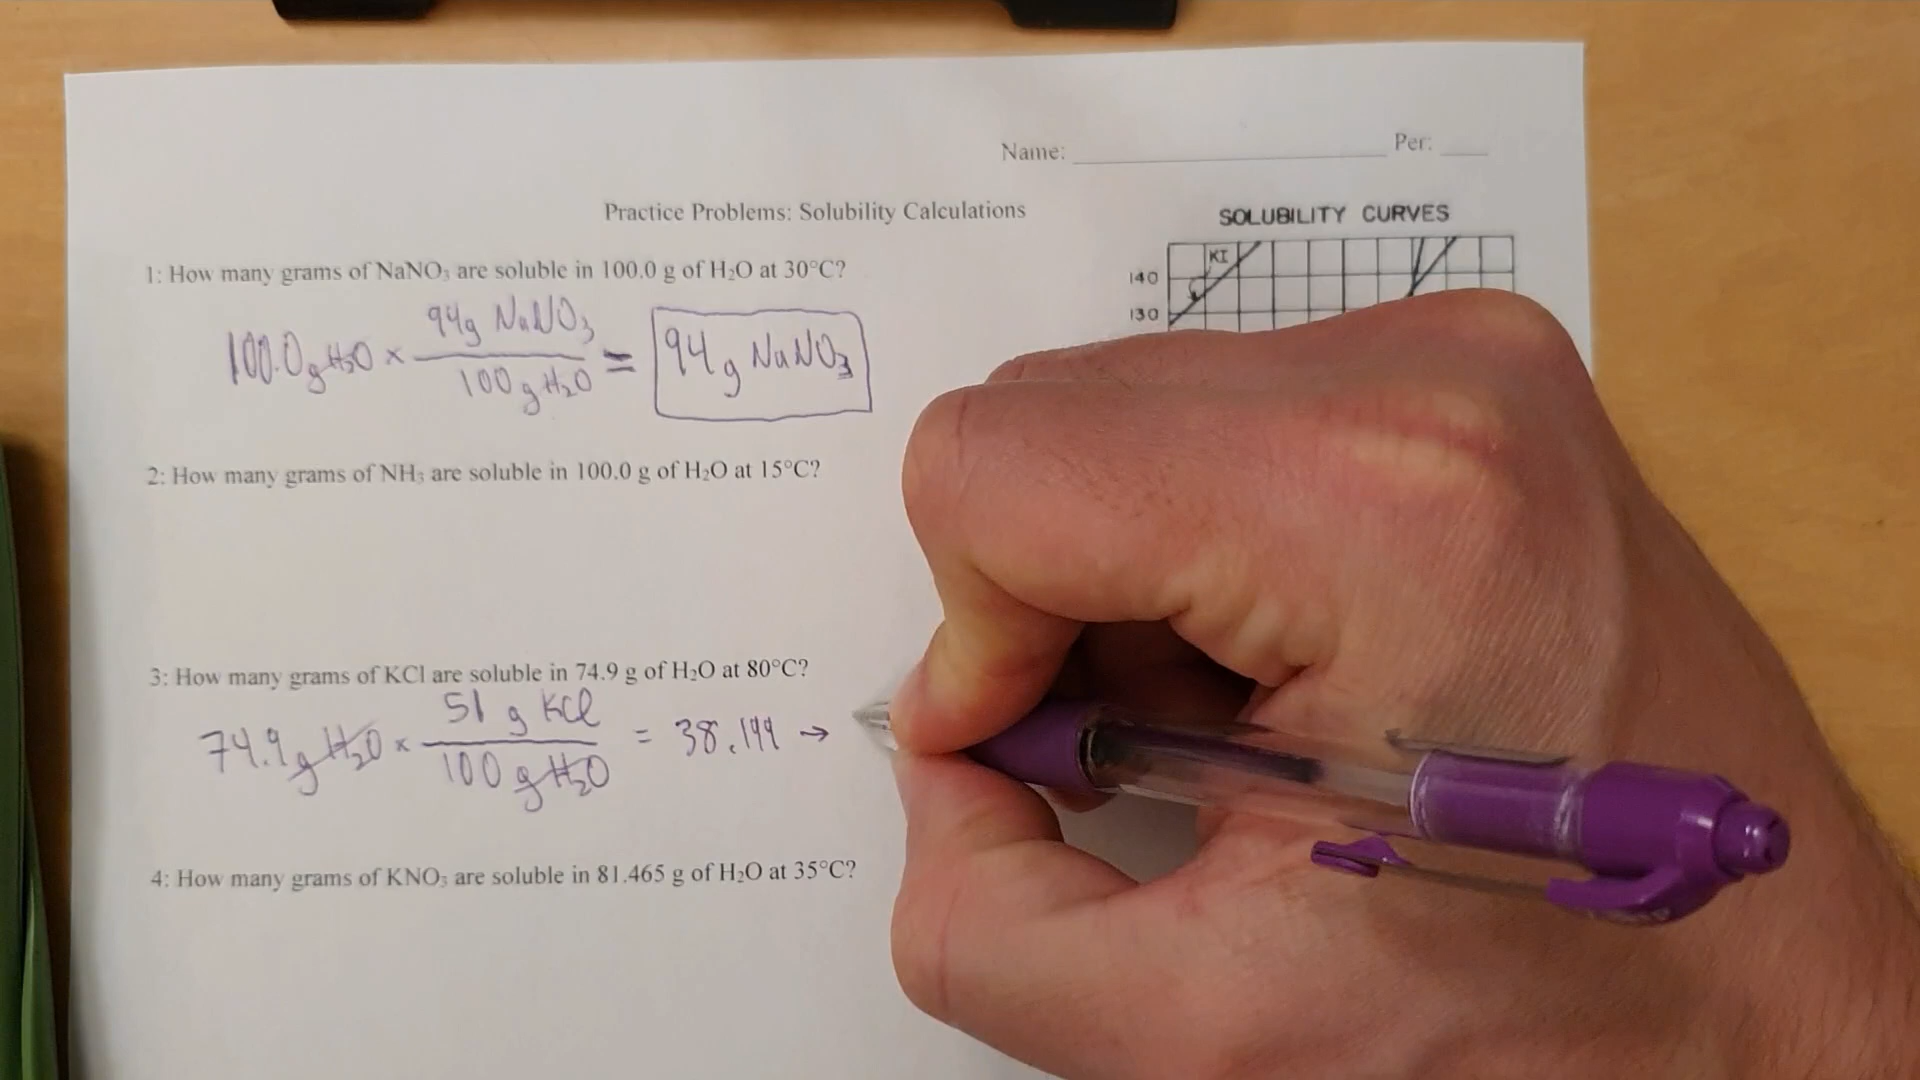 Name: ____ Per: ____
Practice Problems: Solubility Calculations
SOLUBILITY CURVES
KI
140
130
1: How many grams of NaNO₃ are soluble in 100.0 g of H₂O at 30°C?
100.0 g H₂O × 94 g NaNO₃ / 100 g H₂O = 94 g NaNO₃
2: How many grams of NH₃ are soluble in 100.0 g of H₂O at 15°C?
3: How many grams of KCl are soluble in 74.9 g of H₂O at 80°C?
74.9 g H₂O × 51 g KCl / 100 g H₂O = 38.199 →
4: How many grams of KNO₃ are soluble in 81.465 g of H₂O at 35°C?